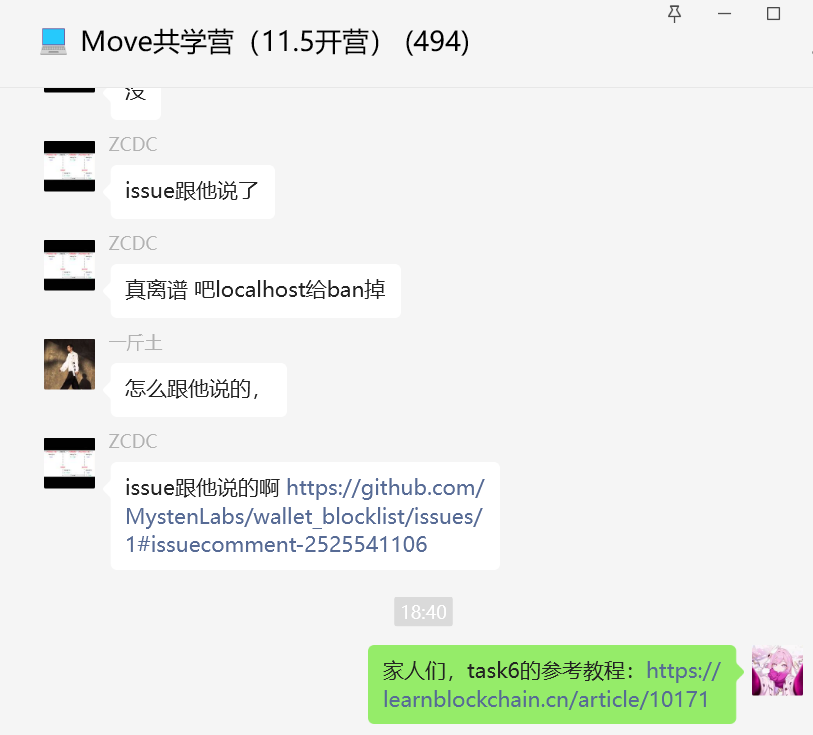 Move共学营（11.5开营） (494)
没
ZCDC
issue跟他说了
ZCDC
真离谱 吧localhost给ban掉
一斤土
怎么跟他说的，
ZCDC
issue跟他说的啊 https://github.com/
MystenLabs/wallet_blocklist/issues/
1#issuecomment-2525541106
18:40
家人们，task6的参考教程：https://
learnblockchain.cn/article/10171